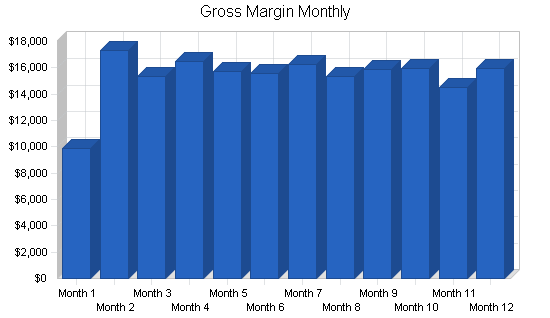 Gross Margin Monthly
$18,000
$16,000
$14,000
$12,000
$10,000
$8,000
$6,000
$4,000
$2,000
$0
Month 1
Month 2
Month 3
Month 4
Month 5
Month 6
Month 7
Month 8
Month 9
Month 10
Month 11
Month 12